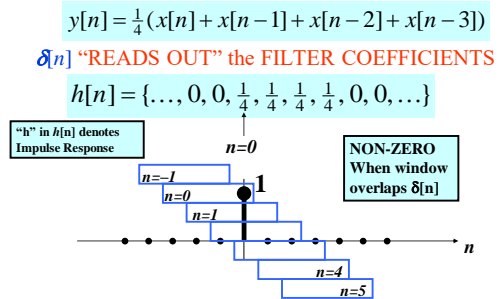 y[n] = ¼(x[n] + x[n−1] + x[n−2] + x[n−3])
δ[n] “READS OUT” the FILTER COEFFICIENTS
h[n] = {…, 0, 0, ¼, ¼, ¼, ¼, 0, 0, …}
“h” in h[n] denotes
Impulse Response
n=0
NON-ZERO
When window
overlaps δ[n]
n=–1
n=0
1
n=1
n
n=4
n=5